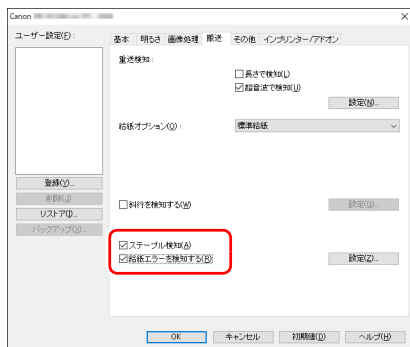 Canon
ユーザー設定(F):
基本 明るさ 画像処理 搬送 その他 インプリンター/アドオン
重送検知:
長さで検知(L)
超音波で検知(U)
設定(N)...
給紙オプション(O):
標準給紙
登録(Y)...
削除(J)
リストア(T)...
バックアップ(X)...
斜行を検知する(W)
設定(G)...
ステープル検知(A)
給紙エラーを検知する(R)
設定(Z)...
OK キャンセル 初期値(D) ヘルプ(H)